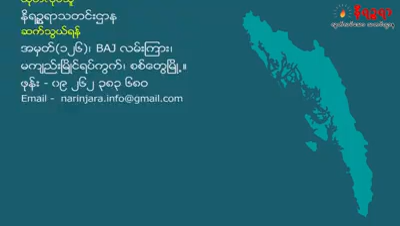 နိရဉ္စရာသတင်းဌာန
ဆက်သွယ်ရန်
အမှတ်(၁၂၆)၊ BAJ လမ်းကြား၊
မကျည်းမြိုင်ရပ်ကွက်၊ စစ်တွေမြို့။
ဖုန်း - ၀၉ ၂၆၂ ၃၈၃ ၆၈၀
Email - narinjara.info@gmail.com
နိရဉ္စရာ